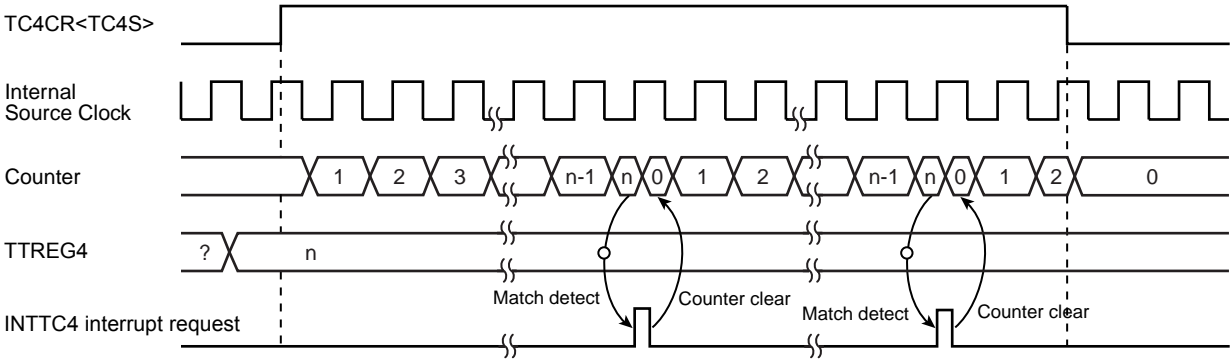 TC4CR<TC4S>
Internal
Source Clock
Counter 1 2 3 n-1 n 0 1 2 n-1 n 0 1 2 0
TTREG4 ? n
Match detect Counter clear Match detect Counter clear
INTTC4 interrupt request